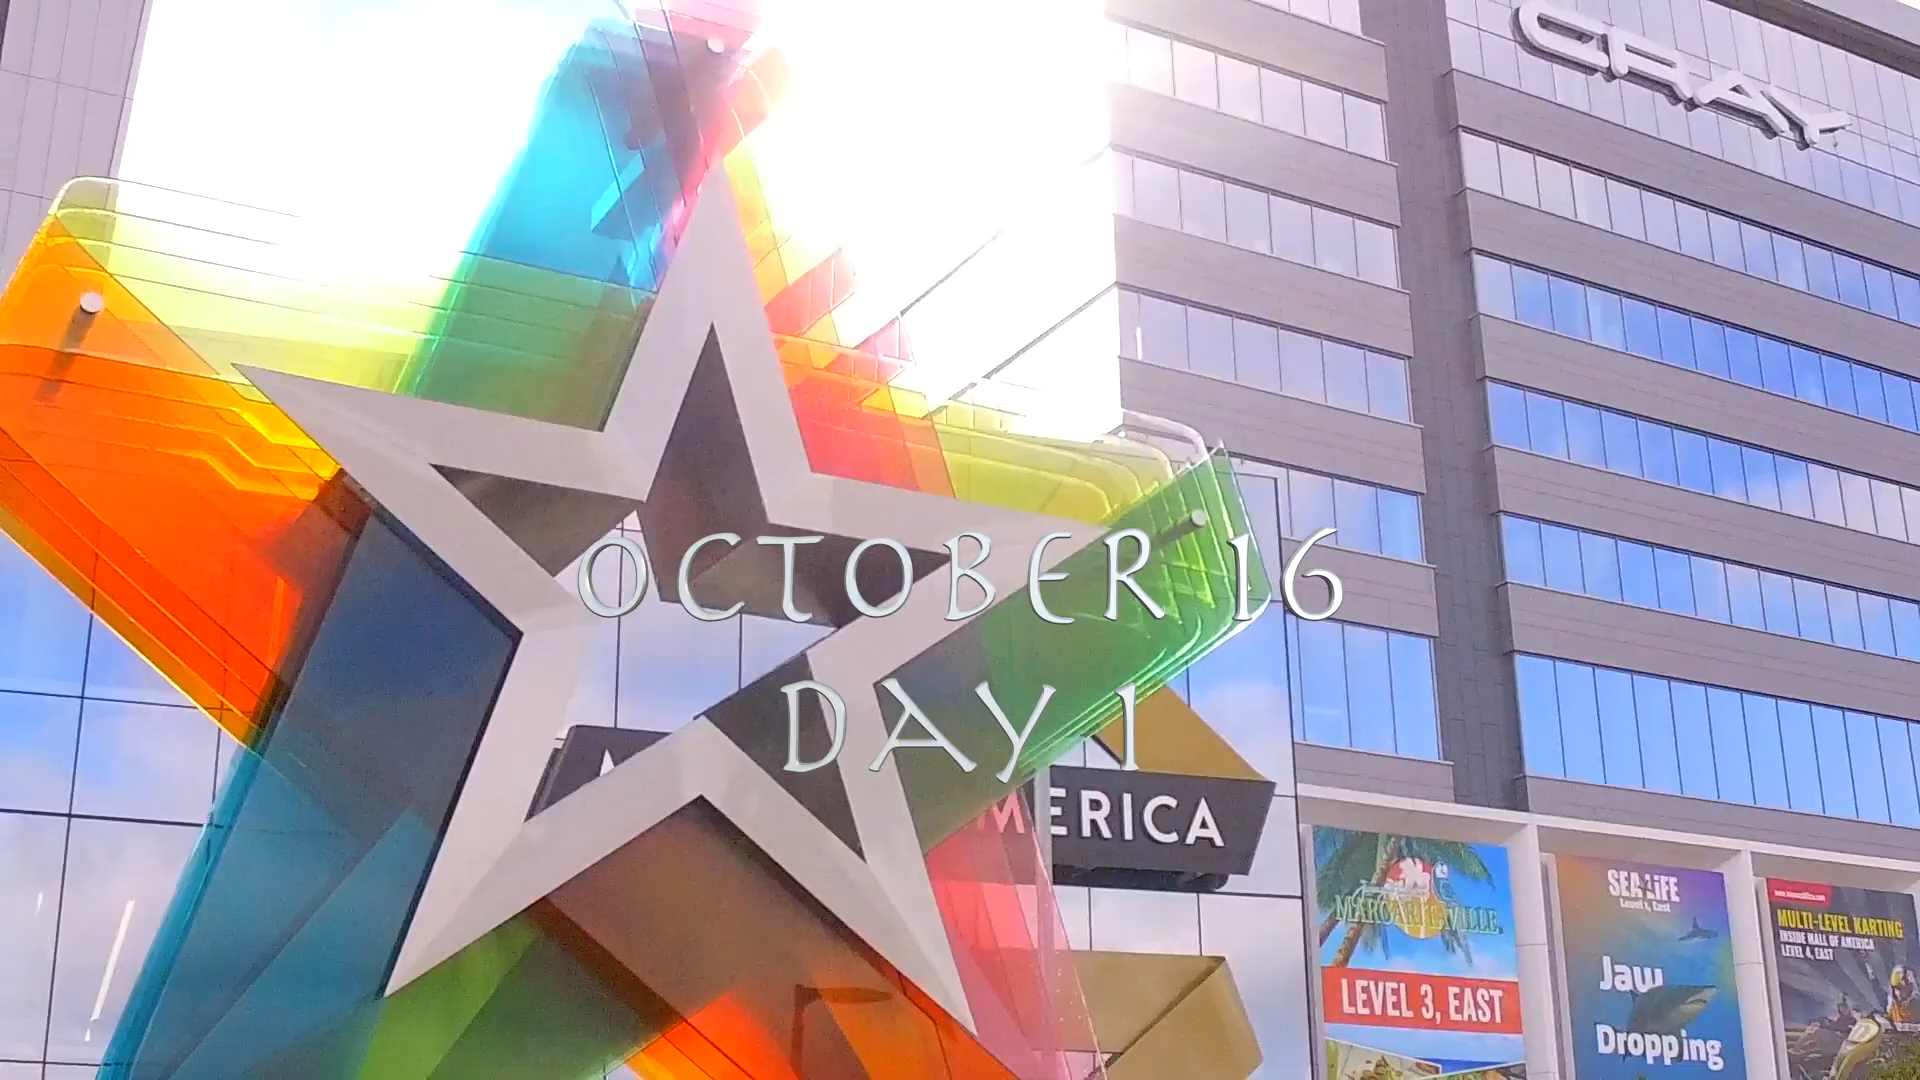 CRAY
OCTOBER 16
DAY 1
MERICA
MARGARITAVILLE
LEVEL 3, EAST
SEA LIFE
Level 1, East
Jaw
Dropping
MULTI-LEVEL KARTING
INSIDE MALL OF AMERICA
LEVEL 4, EAST